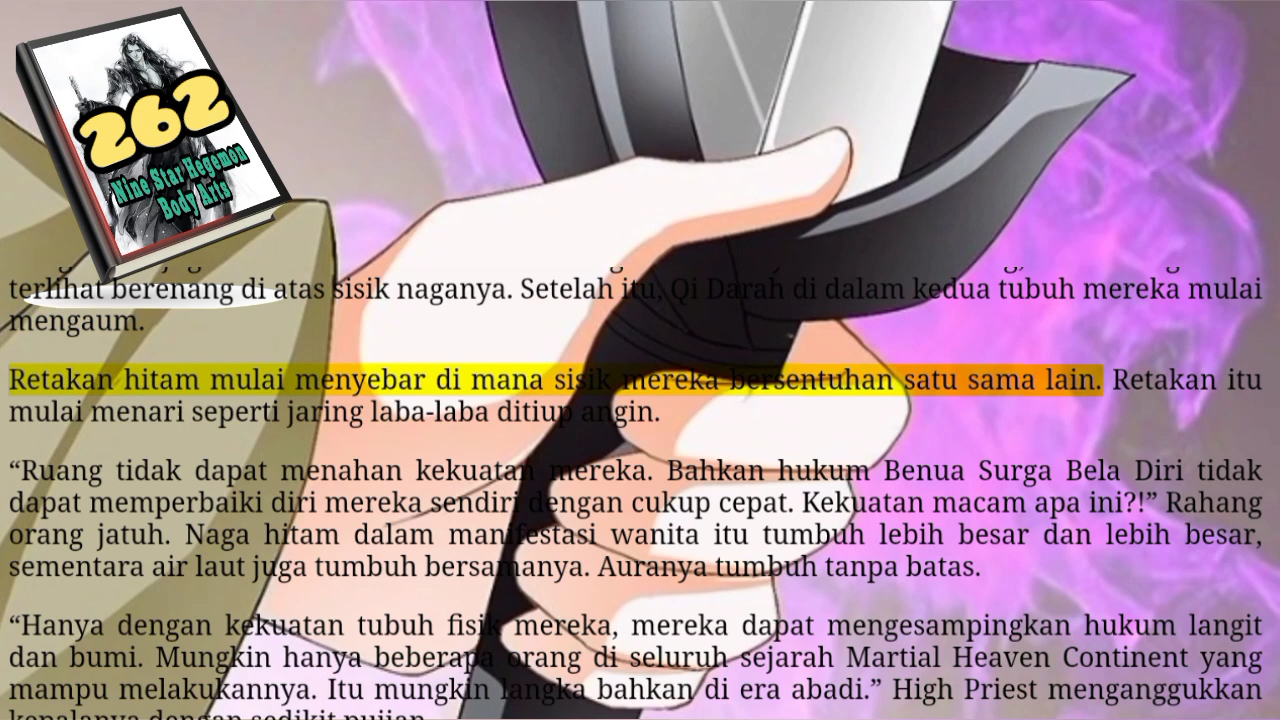 262
Nine Star Hegemon
Body Arts
terlihat berenang di atas sisik naganya. Setelah itu, Qi Darah di dalam kedua tubuh mereka mulai
mengaum.
Retakan hitam mulai menyebar di mana sisik mereka bersentuhan satu sama lain. Retakan itu
mulai menari seperti jaring laba-laba ditiup angin.
“Ruang tidak dapat menahan kekuatan mereka. Bahkan hukum Benua Surga Bela Diri tidak
dapat memperbaiki diri mereka sendiri dengan cukup cepat. Kekuatan macam apa ini?!” Rahang
orang jatuh. Naga hitam dalam manifestasi wanita itu tumbuh lebih besar dan lebih besar,
sementara air laut juga tumbuh bersamanya. Auranya tumbuh tanpa batas.
“Hanya dengan kekuatan tubuh fisik mereka, mereka dapat mengesampingkan hukum langit
dan bumi. Mungkin hanya beberapa orang di seluruh sejarah Martial Heaven Continent yang
mampu melakukannya. Itu mungkin langka bahkan di era abadi.” High Priest menganggukkan
kepalanya dengan sedikit pujian.